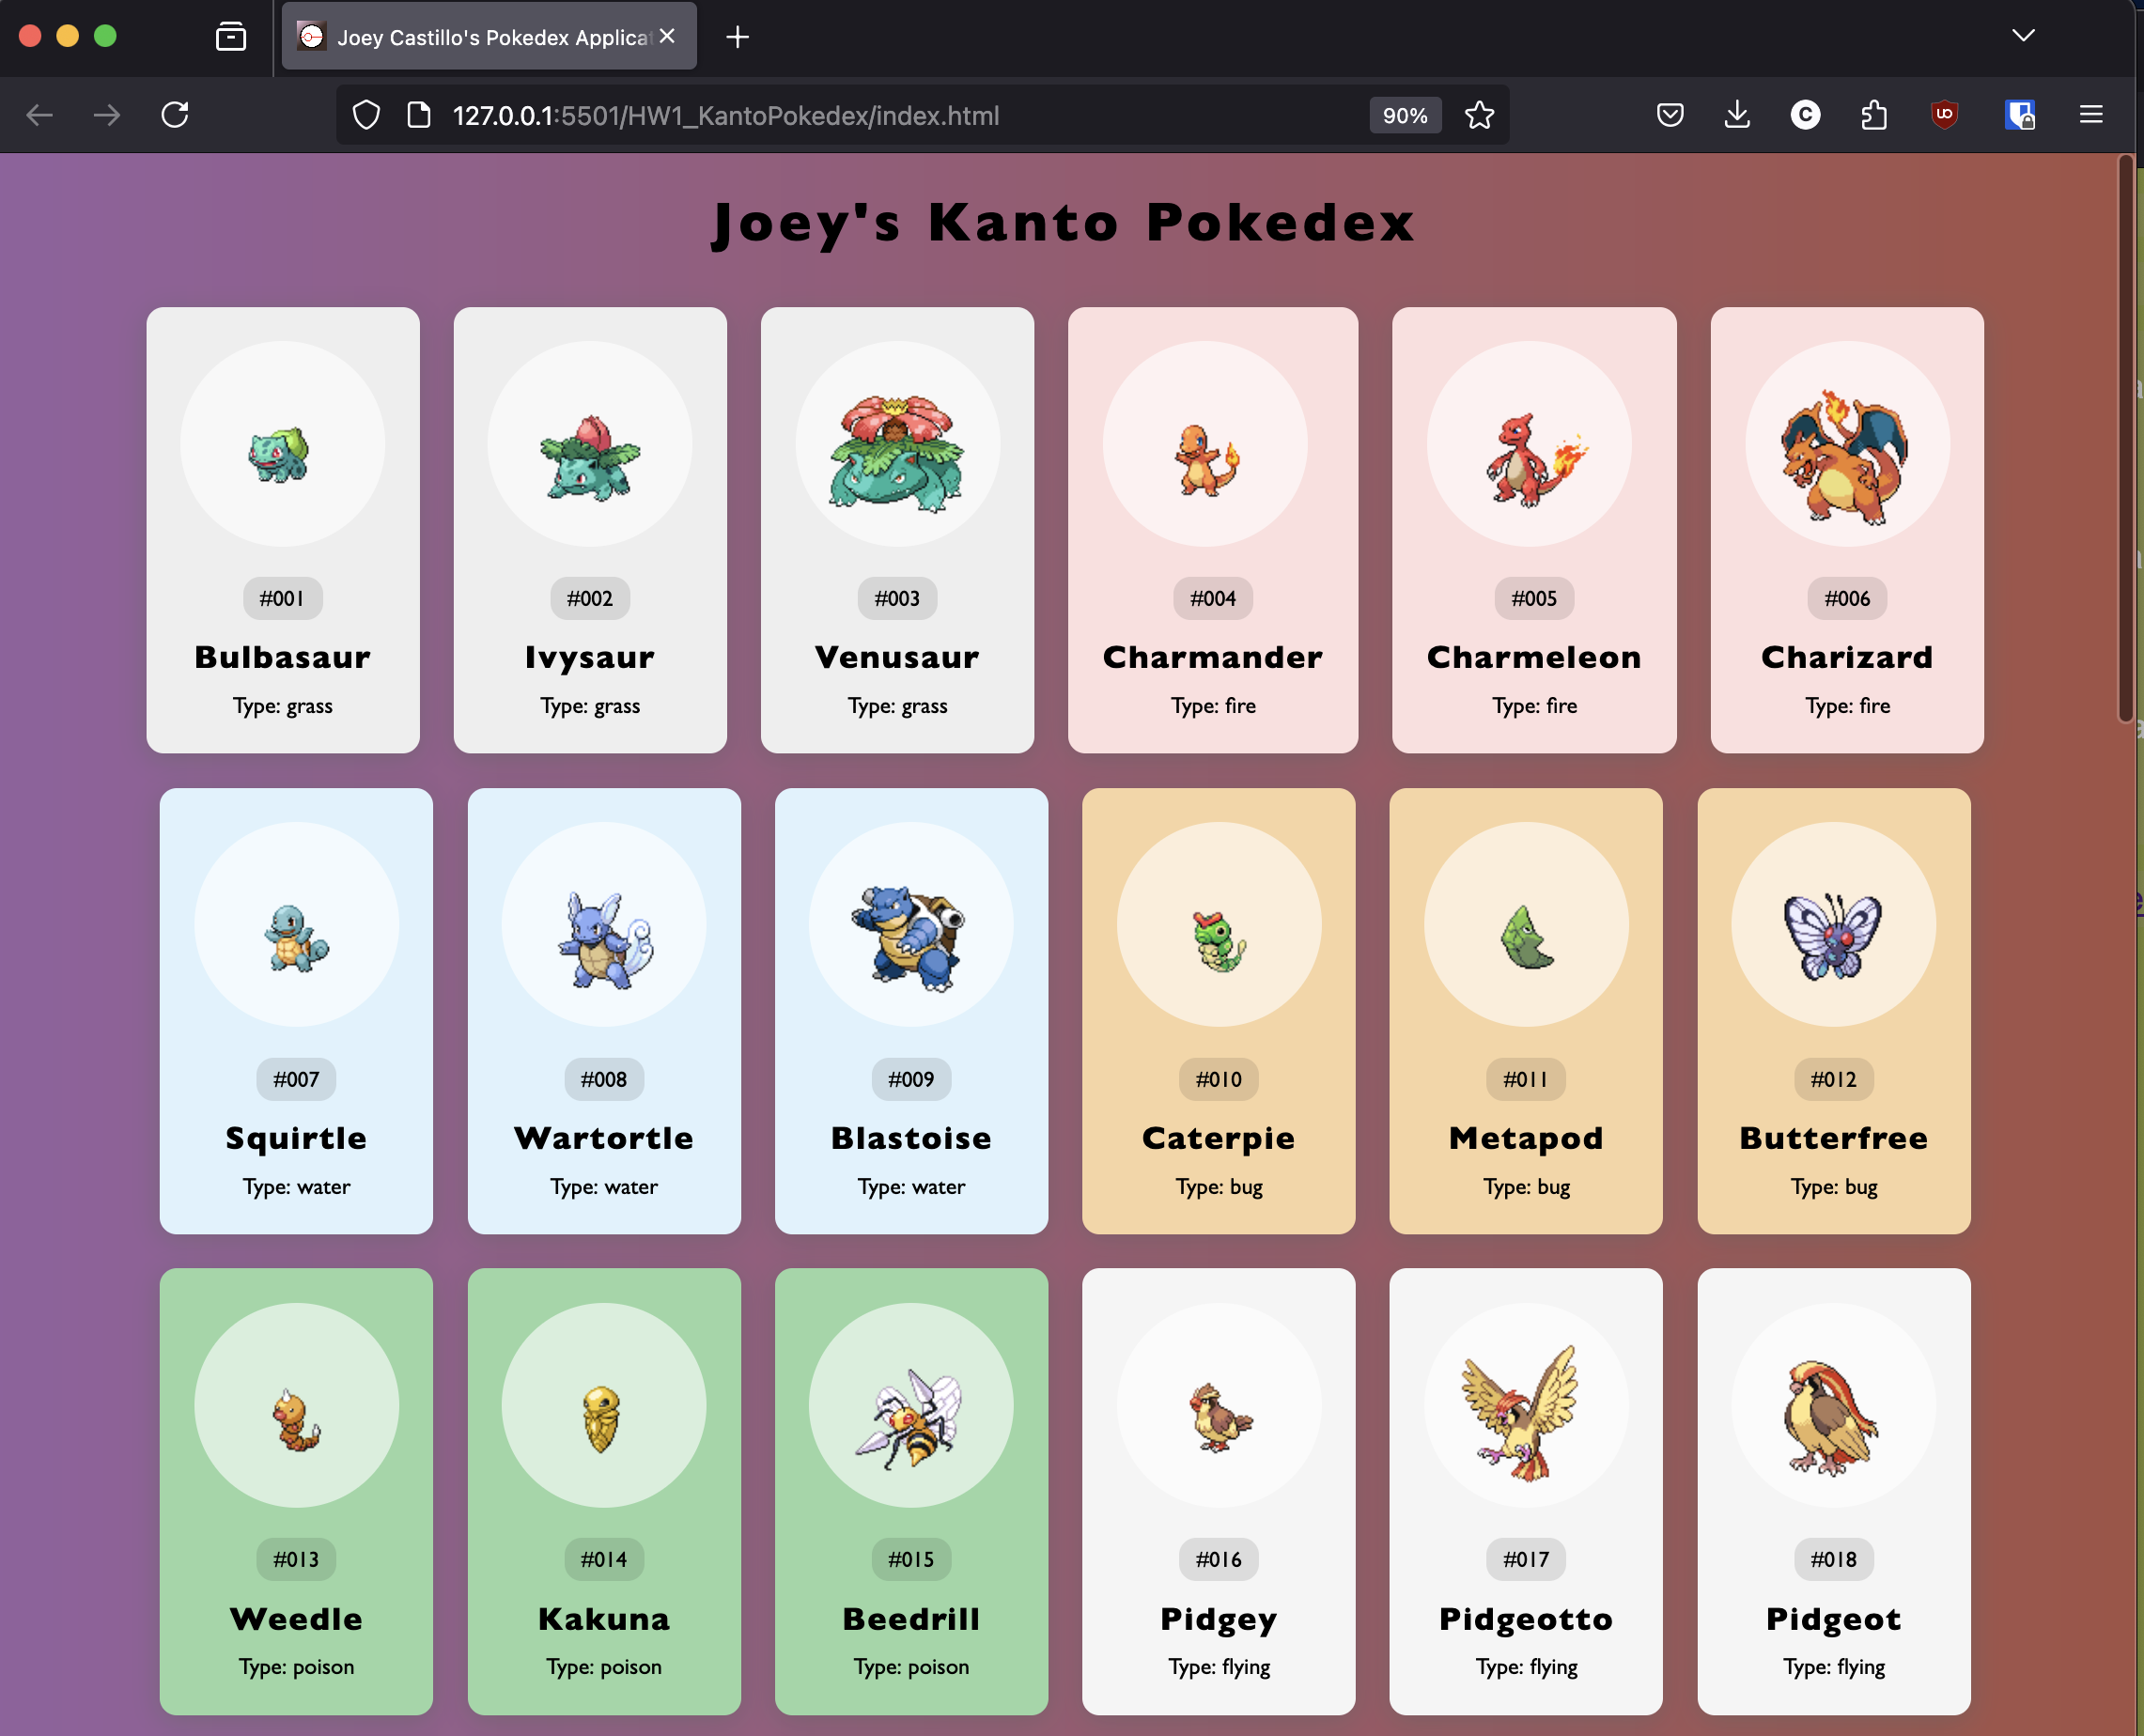 Joey Castillo's Pokedex Applicat
127.0.0.1:5501/HW1_KantoPokedex/index.html
90%
Joey's Kanto Pokedex
#001 #002 #003 #004 #005 #006
Bulbasaur Ivysaur Venusaur Charmander Charmeleon Charizard
Type: grass Type: grass Type: grass Type: fire Type: fire Type: fire
#007 #008 #009 #010 #011 #012
Squirtle Wartortle Blastoise Caterpie Metapod Butterfree
Type: water Type: water Type: water Type: bug Type: bug Type: bug
#013 #014 #015 #016 #017 #018
Weedle Kakuna Beedrill Pidgey Pidgeotto Pidgeot
Type: poison Type: poison Type: poison Type: flying Type: flying Type: flying